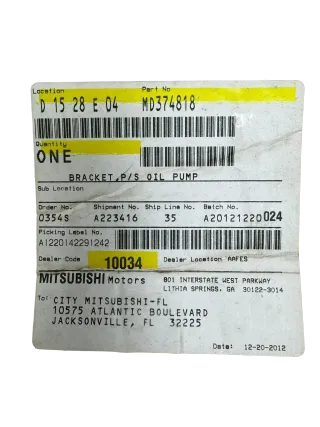 Location Part No
D 15 28 E 04 MD374818
Quantity
ONE
BRACKET,P/S OIL PUMP
Sub Location
Order No. Shipment No. Ship Line No. Batch No.
0354S A223416 35 A20121220024
Picking Label No.
A1220142291242
Dealer Code 10034 Dealer Location AAFES
MITSUBISHI Motors 801 INTERSTATE WEST PARKWAY
LITHIA SPRINGS, GA 30122-3014
To: CITY MITSUBISHI-FL
10575 ATLANTIC BOULEVARD
JACKSONVILLE, FL 32225
Date: 12-20-2012